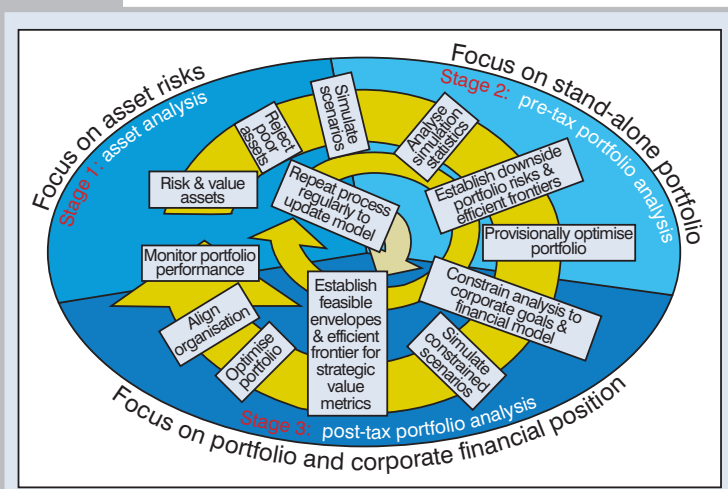 Focus on asset risks
Stage 1: asset analysis
Focus on stand-alone portfolio
Stage 2: pre-tax portfolio analysis
Risk & value
assets
Reject
poor
assets
Simulate
scenarios
Analyse
simulation
statistics
Establish downside
portfolio risks &
efficient frontiers
Provisionally optimise
portfolio
Constrain analysis to
corporate goals &
financial model
Simulate
constrained
scenarios
Establish
feasible
envelopes
& efficient
frontier for
strategic
value
metrics
Optimise
portfolio
Align
organisation
Monitor portfolio
performance
Repeat process
regularly to
update model
Stage 3: post-tax portfolio analysis
Focus on portfolio and corporate financial position